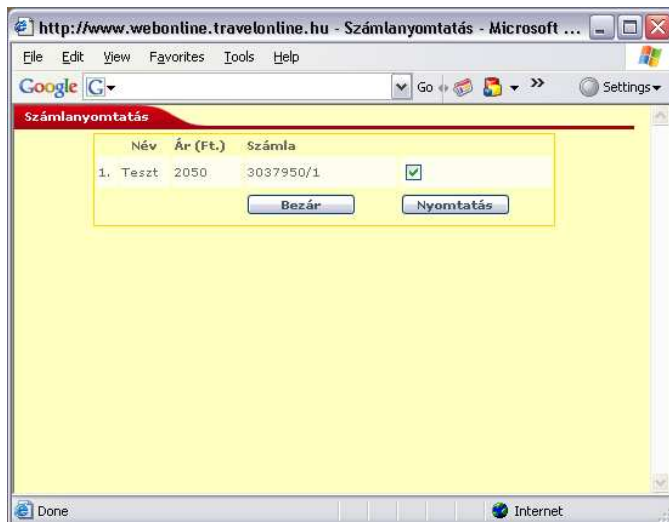 http://www.webonline.travelonline.hu - Számlanyomtatás - Microsoft ...
File Edit View Favorites Tools Help
Google G Go » Settings
Számlanyomtatás
Név Ár (Ft.) Számla
1. Teszt 2050 3037950/1
Bezár Nyomtatás
Done Internet